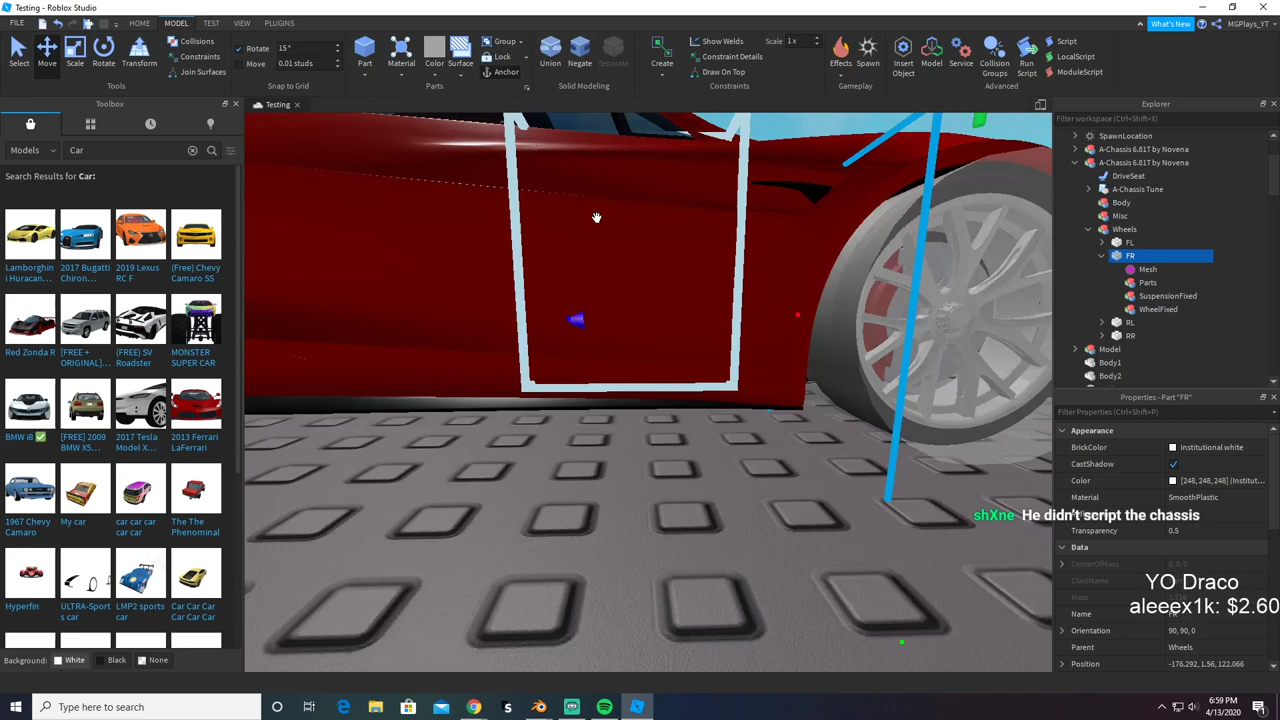 Testing - Roblox Studio
FILE
HOME
MODEL
TEST
VIEW
PLUGINS
What's New
MGPlays_YT
Select
Move
Scale
Rotate
Transform
Collisions
Constraints
Join Surfaces
Tools
Rotate 15°
Move 0.01 studs
Snap to Grid
Part
Material
Color
Surface
Group
Lock
Anchor
Parts
Union
Negate
Separate
Solid Modeling
Create
Show Welds
Scale 1 x
Constraint Details
Draw On Top
Constraints
Effects
Spawn
Gameplay
Insert Object
Model
Service
Collision Groups
Run Script
Script
LocalScript
ModuleScript
Advanced
Toolbox
Testing
Models
Car
Search Results for Car:
Lamborghini Huracan...
2017 Bugatti Chiron...
2019 Lexus RC F
(Free) Chevy Camaro SS
Red Zonda R
[FREE + ORIGINAL]...
(FREE) SV Roadster
MONSTER SUPER CAR
BMW i8 ✅
[FREE] 2009 BMW X5...
2017 Tesla Model X...
2013 Ferrari LaFerrari
1967 Chevy Camaro
My car
car car car car car
The The Phenominal
Hyperfin
ULTRA-Sports car
LMP2 sports car
Car Car Car Car Car Car
Background: White Black None
Explorer
Filter workspace (Ctrl+Shift+X)
SpawnLocation
A-Chassis 6.81T by Novena
A-Chassis 6.81T by Novena
DriveSeat
A-Chassis Tune
Body
Misc
Wheels
FL
FR
Mesh
Parts
SuspensionFixed
WheelFixed
RL
RR
Model
Body1
Body2
Properties - Part "FR"
Filter Properties (Ctrl+Shift+P)
Appearance
BrickColor Institutional white
CastShadow
Color [248, 248, 248] (Institut...
Material SmoothPlastic
shXne He didn't script the chassis
Transparency 0.5
Data
CenterOfMass 0, 0, 0
ClassName
YO Draco
Mass
aleeex1k: $2.60
Name
Orientation 90, 90, 0
Parent Wheels
Position -176.292, 1.56, 122.066
Type here to search
6:59 PM
4/13/2020